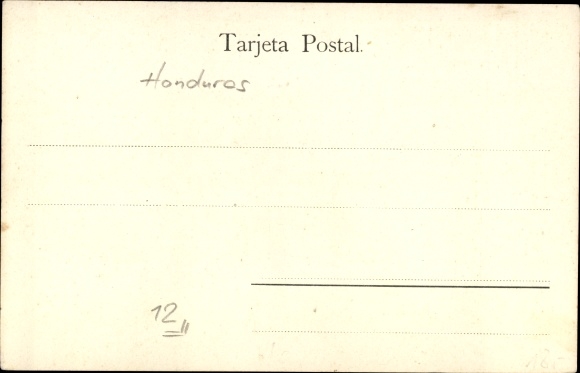 Tarjeta Postal.
Honduras
12